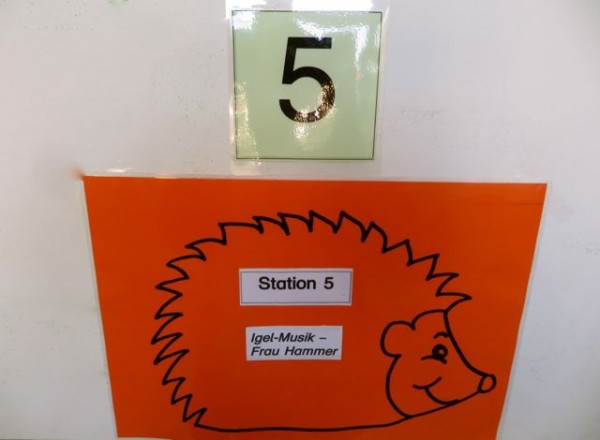 5
Station 5
Igel-Musik –
Frau Hammer